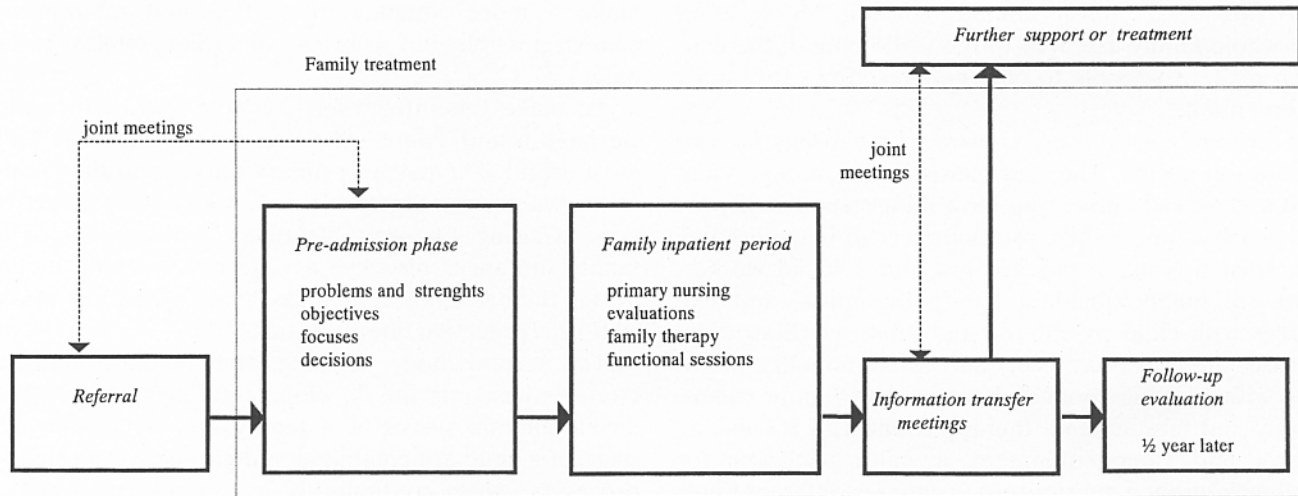 Further support or treatment
Family treatment
joint meetings
joint
meetings
Pre-admission phase
problems and strenghts
objectives
focuses
decisions
Family inpatient period
primary nursing
evaluations
family therapy
functional sessions
Referral
Information transfer
meetings
Follow-up
evaluation
½ year later